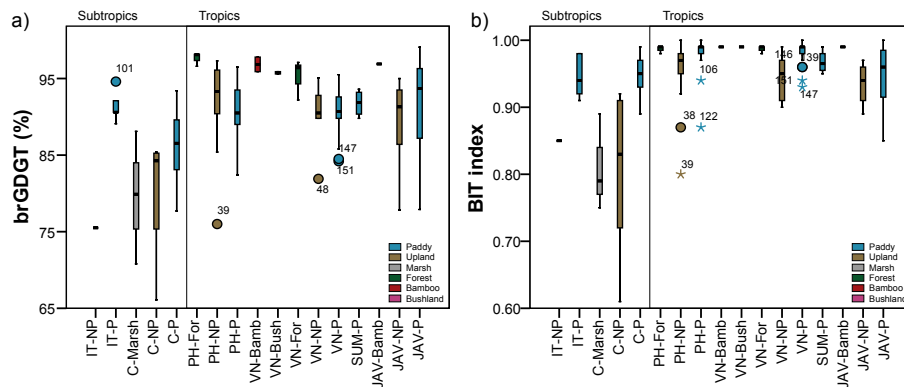 a)
Subtropics
Tropics
brGDGT (%)
95
85
75
65
101
39
48
147
151
Paddy
Upland
Marsh
Forest
Bamboo
Bushland
IT-NP
IT-P
C-Marsh
C-NP
C-P
PH-For
PH-NP
PH-P
VN-Bamb
VN-Bush
VN-For
VN-NP
VN-P
SUM-P
JAV-Bamb
JAV-NP
JAV-P
b)
Subtropics
Tropics
BIT index
1.00
0.90
0.80
0.70
0.60
106
122
38
39
146
139
151
147
Paddy
Upland
Marsh
Forest
Bamboo
Bushland
IT-NP
IT-P
C-Marsh
C-NP
C-P
PH-For
PH-NP
PH-P
VN-Bamb
VN-Bush
VN-For
VN-NP
VN-P
SUM-P
JAV-Bamb
JAV-NP
JAV-P